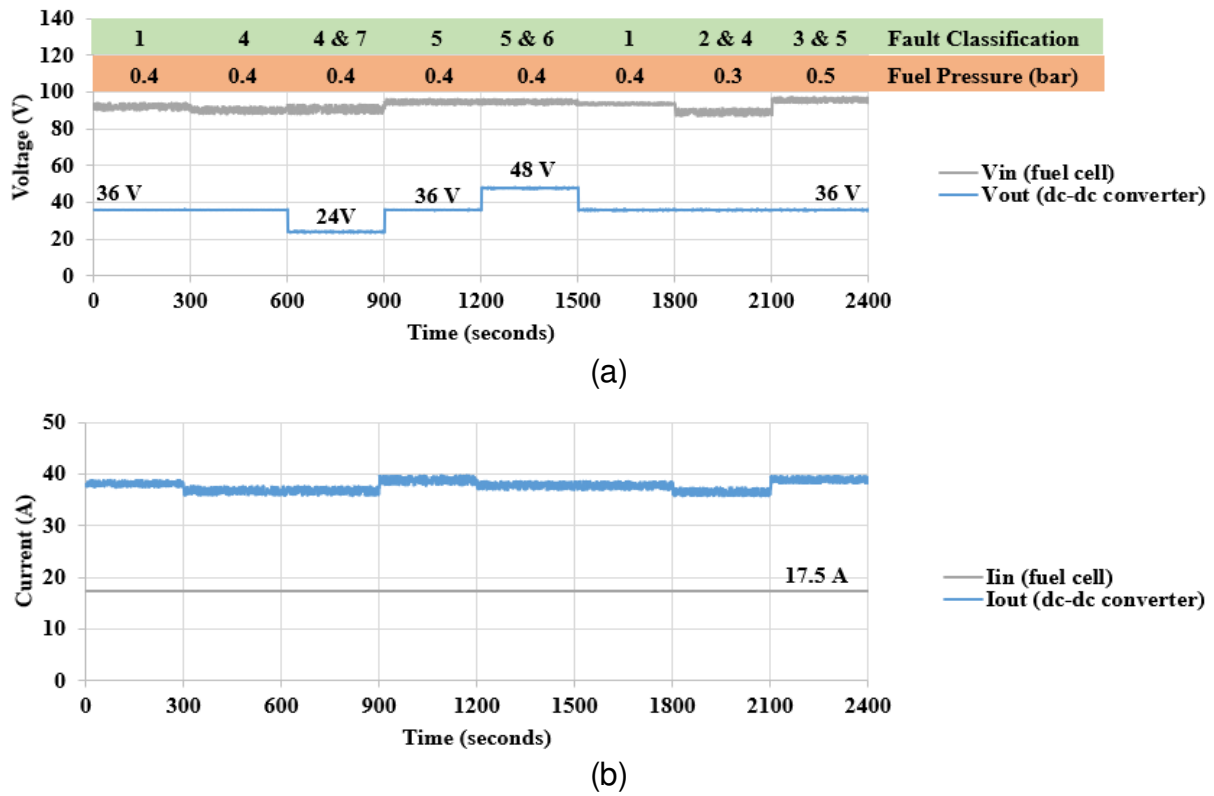 140
1 4 4 & 7 5 5 & 6 1 2 & 4 3 & 5 Fault Classification
120
0.4 0.4 0.4 0.4 0.4 0.4 0.3 0.5 Fuel Pressure (bar)
100
80
60
40
20
0
Voltage (V)
36 V
24V
36 V
48 V
36 V
Vin (fuel cell)
Vout (dc-dc converter)
0 300 600 900 1200 1500 1800 2100 2400
Time (seconds)
(a)
50
40
30
20
10
0
Current (A)
17.5 A
Iin (fuel cell)
Iout (dc-dc converter)
0 300 600 900 1200 1500 1800 2100 2400
Time (seconds)
(b)